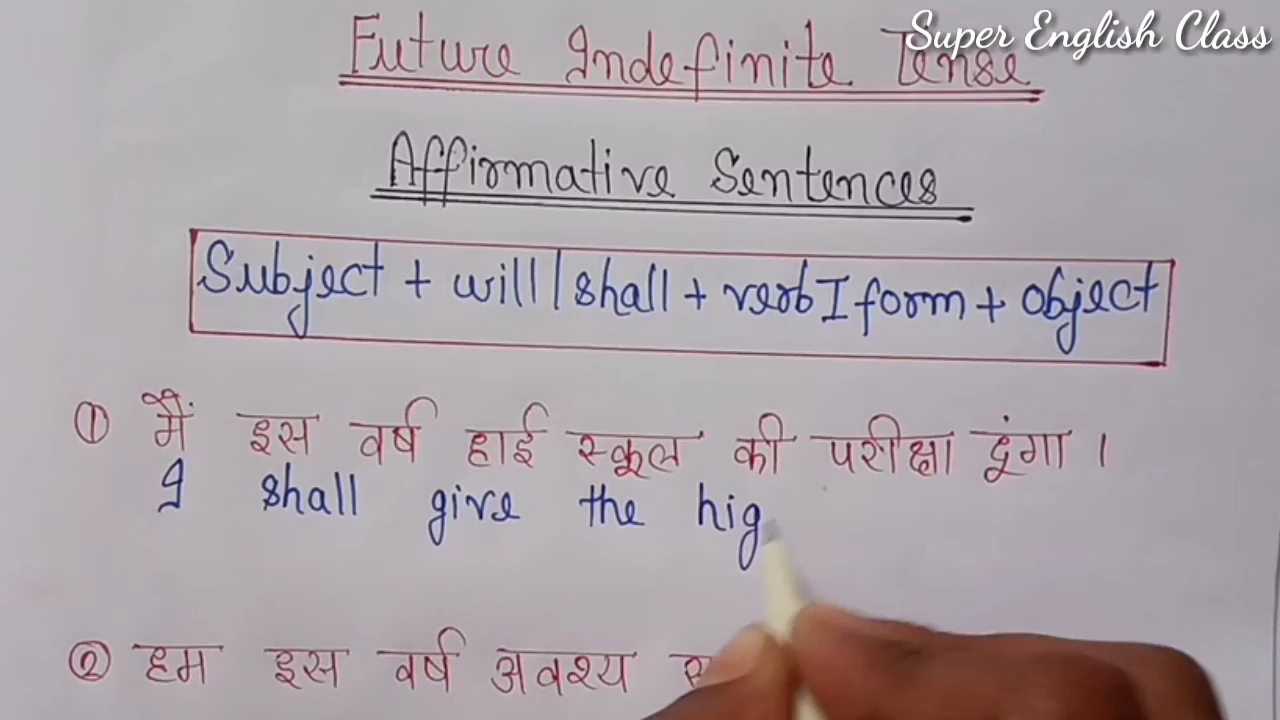 Super English Class
Future Indefinite Tense
Affirmative Sentences
Subject + will/shall + verb I form + object
① मैं इस वर्ष हाई स्कूल की परीक्षा दूंगा ।
I shall give the hig
② हम इस वर्ष अवश्य